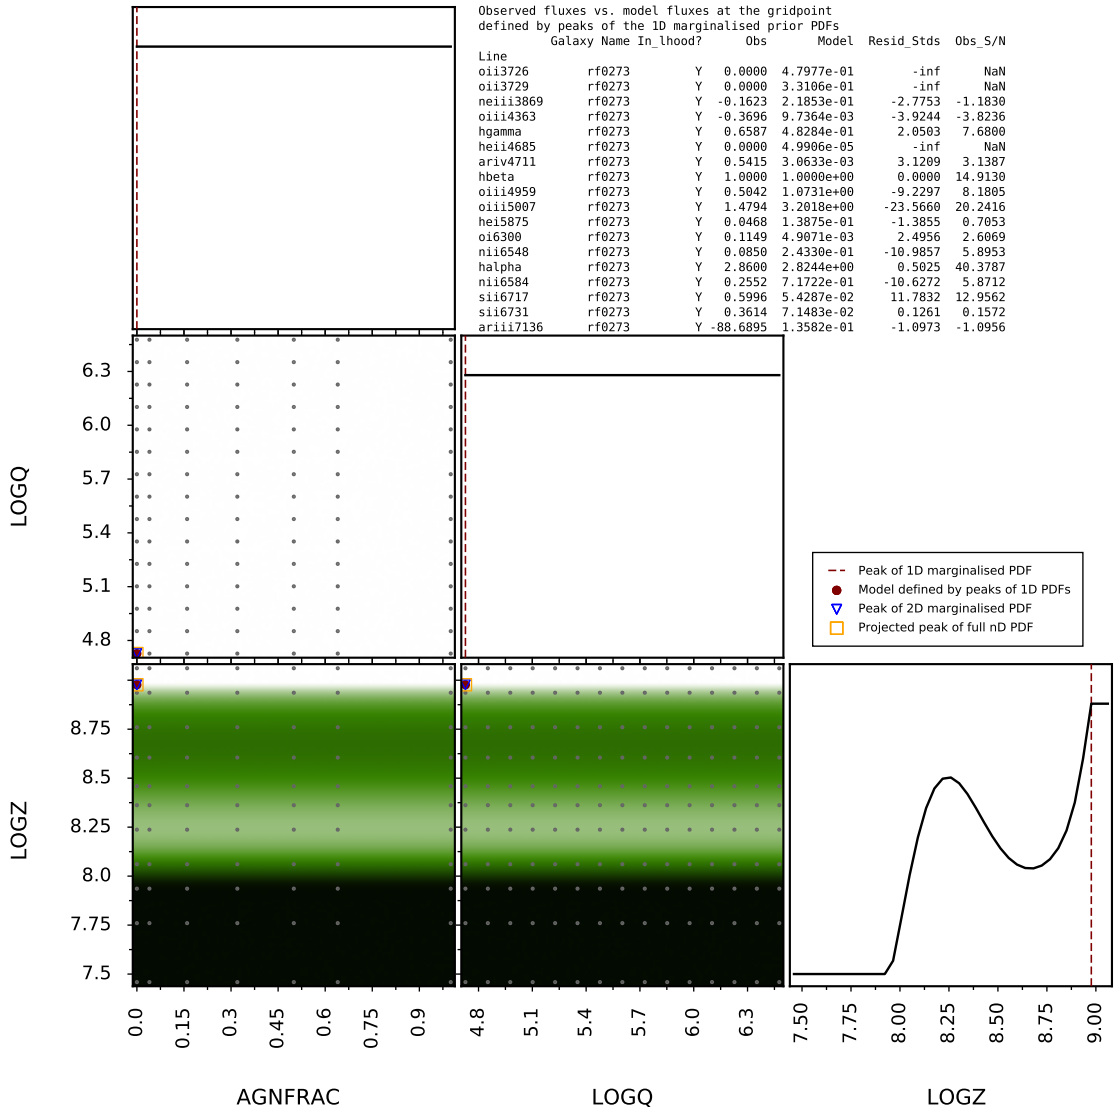 Observed fluxes vs. model fluxes at the gridpoint
defined by peaks of the 1D marginalised prior PDFs
Galaxy Name In_lhood? Obs Model Resid_Stds Obs_S/N
Line
oii3726 rf0273 Y 0.0000 4.7977e-01 -inf NaN
oii3729 rf0273 Y 0.0000 3.3106e-01 -inf NaN
neiii3869 rf0273 Y -0.1623 2.1853e-01 -2.7753 -1.1830
oiii4363 rf0273 Y -0.3696 9.7364e-03 -3.9244 -3.8236
hgamma rf0273 Y 0.6587 4.8284e-01 2.0503 7.6800
heii4685 rf0273 Y 0.0000 4.9906e-05 -inf NaN
ariv4711 rf0273 Y 0.5415 3.0633e-03 3.1209 3.1387
hbeta rf0273 Y 1.0000 1.0000e+00 0.0000 14.9130
oiii4959 rf0273 Y 0.5042 1.0731e+00 -9.2297 8.1805
oiii5007 rf0273 Y 1.4794 3.2018e+00 -23.5660 20.2416
hei5875 rf0273 Y 0.0468 1.3875e-01 -1.3855 0.7053
oi6300 rf0273 Y 0.1149 4.9071e-03 2.4956 2.6069
nii6548 rf0273 Y 0.0850 2.4330e-01 -10.9857 5.8953
halpha rf0273 Y 2.8600 2.8244e+00 0.5025 40.3787
nii6584 rf0273 Y 0.2552 7.1722e-01 -10.6272 5.8712
sii6717 rf0273 Y 0.5996 5.4287e-02 11.7832 12.9562
sii6731 rf0273 Y 0.3614 7.1483e-02 0.1261 0.1572
ariii7136 rf0273 Y -88.6895 1.3582e-01 -1.0973 -1.0956
LOGQ
6.3
6.0
5.7
5.4
5.1
4.8
Peak of 1D marginalised PDF
Model defined by peaks of 1D PDFs
Peak of 2D marginalised PDF
Projected peak of full nD PDF
LOGZ
8.75
8.5
8.25
8.0
7.75
7.5
0.0 0.15 0.3 0.45 0.6 0.75 0.9
4.8 5.1 5.4 5.7 6.0 6.3
7.50 7.75 8.00 8.25 8.50 8.75 9.00
AGNFRAC LOGQ LOGZ